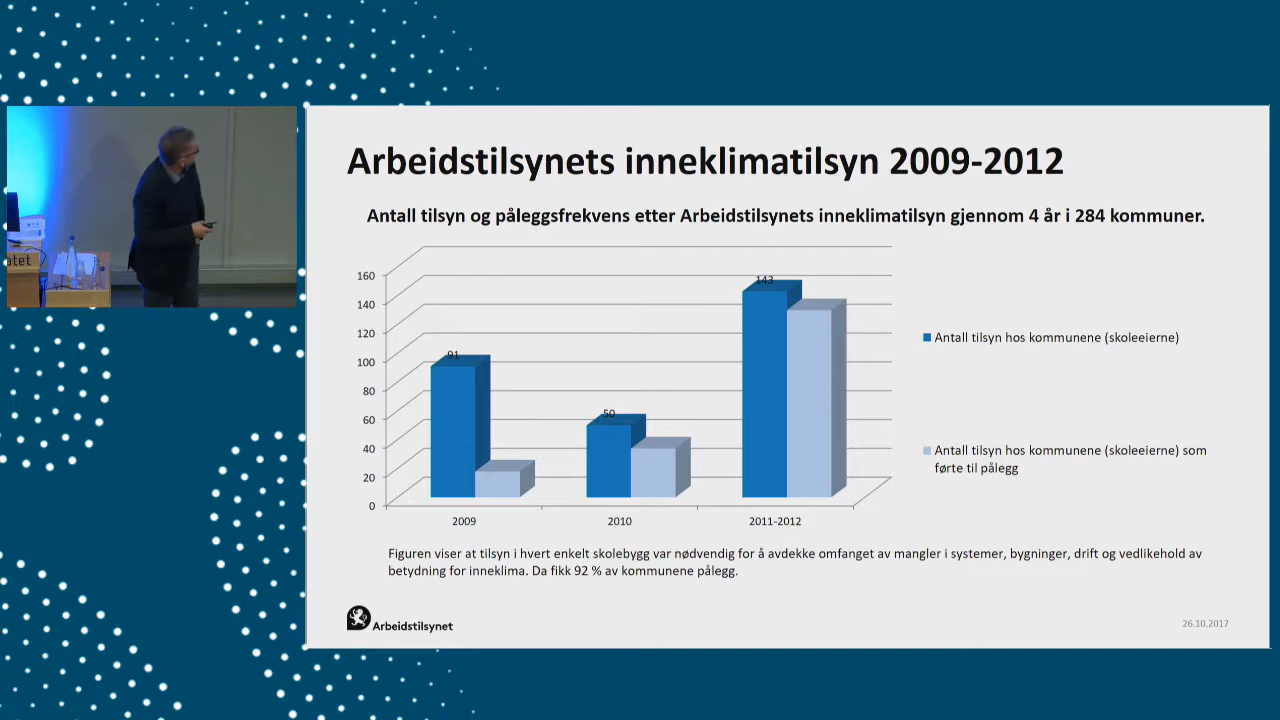 Arbeidstilsynets inneklimatilsyn 2009-2012
Antall tilsyn og påleggsfrekvens etter Arbeidstilsynets inneklimatilsyn gjennom 4 år i 284 kommuner.
160
140
120
100
80
60
40
20
0
91
50
143
2009
2010
2011-2012
Antall tilsyn hos kommunene (skoleeierne)
Antall tilsyn hos kommunene (skoleeierne) som
førte til pålegg
Figuren viser at tilsyn i hvert enkelt skolebygg var nødvendig for å avdekke omfanget av mangler i systemer, bygninger, drift og vedlikehold av
betydning for inneklima. Da fikk 92 % av kommunene pålegg.
Arbeidstilsynet
26.10.2017
atet